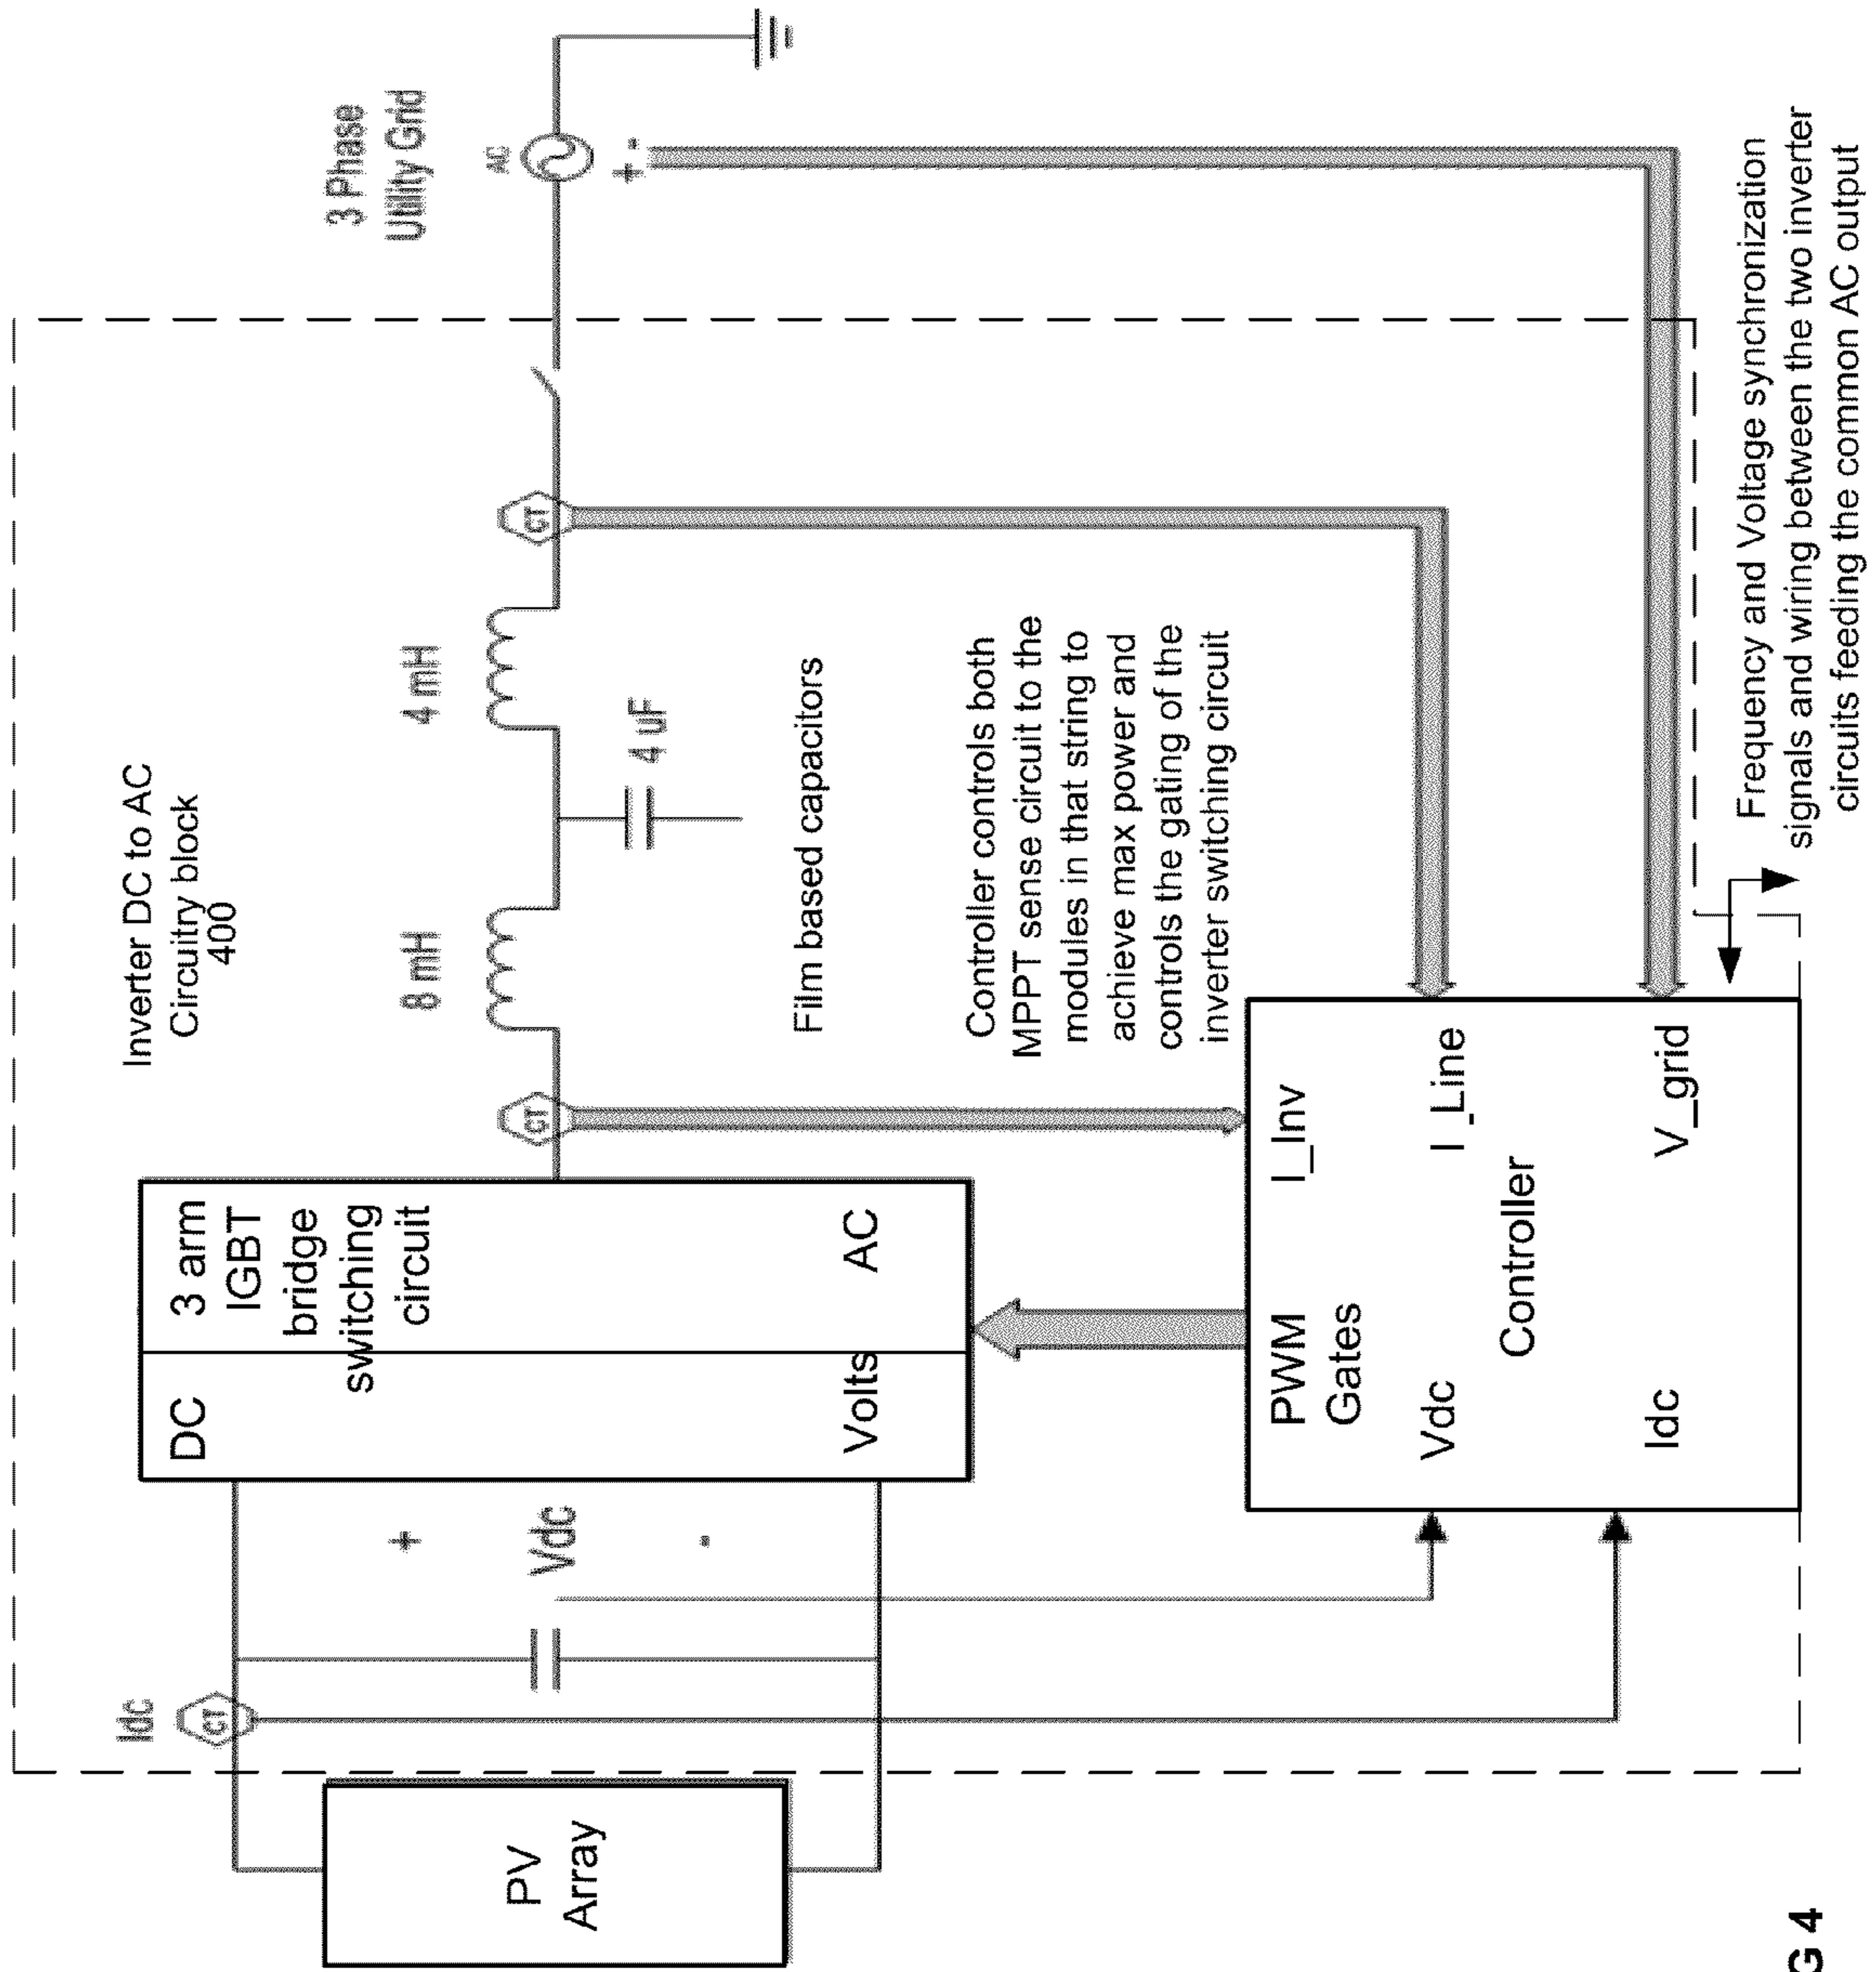 Inverter DC to AC
Circuitry block
400
3 Phase
Utility Grid
AC
+ -
Idc
GT
PV
Array
+
Vdc
-
DC
Volts
3 arm
IGBT
bridge
switching
circuit
AC
GT
8 mH
4 uF
4 mH
GT
Film based capacitors
Controller controls both
MPPT sense circuit to the
modules in that string to
achieve max power and
controls the gating of the
inverter switching circuit
PWM
Gates
I_Inv
Vdc
I_Line
Controller
Idc
V_grid
Frequency and Voltage synchronization
signals and wiring between the two inverter
circuits feeding the common AC output
G 4